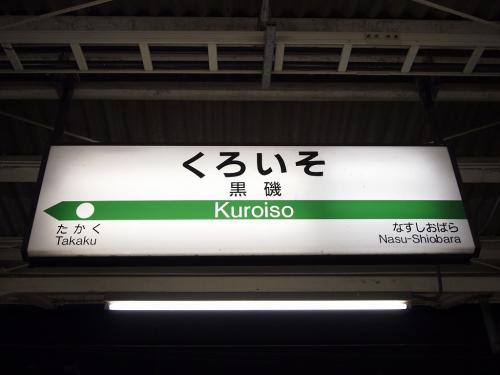 くろいそ
黒磯
Kuroiso
たかく
Takaku
なすしおばら
Nasu-Shiobara